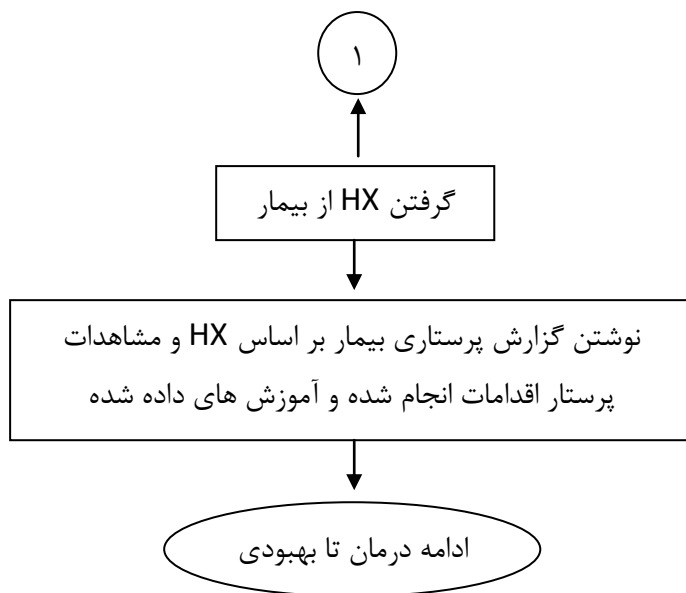 ۱
گرفتن HX از بیمار
نوشتن گزارش پرستاری بیمار بر اساس HX و مشاهدات
پرستار اقدامات انجام شده و آموزش های داده شده
ادامه درمان تا بهبودی